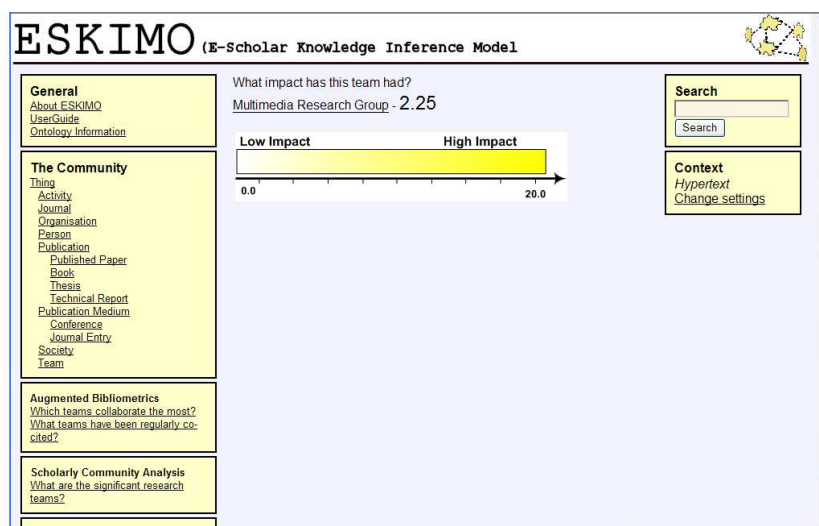 ESKIMO (E-Scholar Knowledge Inference Model
General
About ESKIMO
UserGuide
Ontology Information
The Community
Thing
Activity
Journal
Organisation
Person
Publication
Published Paper
Book
Thesis
Technical Report
Publication Medium
Conference
Journal Entry
Society
Team
Augmented Bibliometrics
Which teams collaborate the most?
What teams have been regularly co-
cited?
Scholarly Community Analysis
What are the significant research
teams?
What impact has this team had?
Multimedia Research Group - 2.25
Low Impact High Impact
0.0 20.0
Search
Search
Context
Hypertext
Change settings